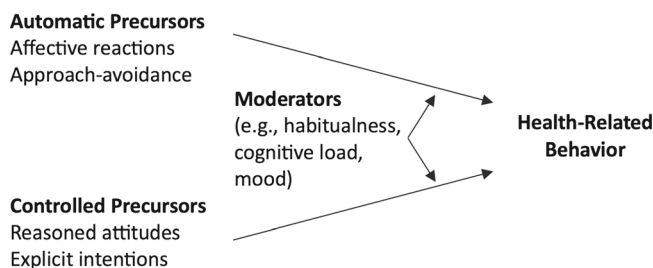 Automatic Precursors
Affective reactions
Approach-avoidance
Moderators
(e.g., habitualness,
cognitive load,
mood)
Health-Related
Behavior
Controlled Precursors
Reasoned attitudes
Explicit intentions